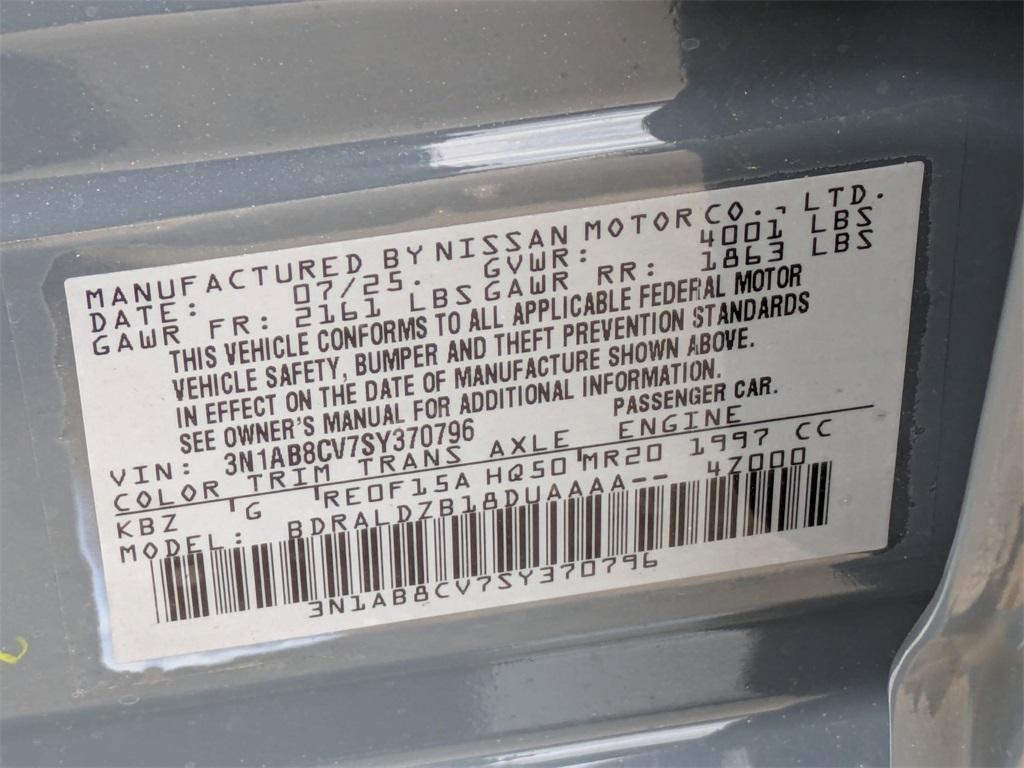 MANUFACTURED BY NISSAN MOTOR CO., LTD.
DATE: 07/25. GVWR: 4001 LBS
GAWR FR: 2161 LBS GAWR RR: 1863 LBS
THIS VEHICLE CONFORMS TO ALL APPLICABLE FEDERAL MOTOR
VEHICLE SAFETY, BUMPER AND THEFT PREVENTION STANDARDS
IN EFFECT ON THE DATE OF MANUFACTURE SHOWN ABOVE.
SEE OWNER'S MANUAL FOR ADDITIONAL INFORMATION.
VIN: 3N1AB8CV7SY370796 PASSENGER CAR.
COLOR TRIM TRANS AXLE ENGINE
KBZ G RE0F15A HQ50 MR20 1997 CC
MODEL: BDRALDZB18DUAAAA-- 47000
3N1AB8CV7SY370796